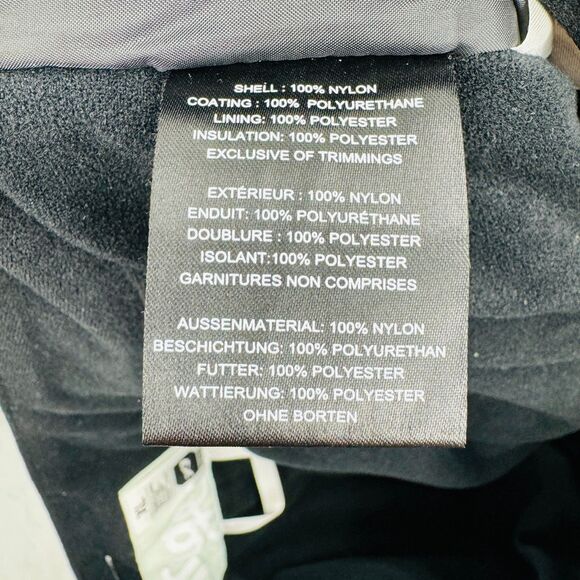 SHELL : 100% NYLON
COATING : 100% POLYURETHANE
LINING: 100% POLYESTER
INSULATION: 100% POLYESTER
EXCLUSIVE OF TRIMMINGS
EXTÉRIEUR : 100% NYLON
ENDUIT: 100% POLYURÉTHANE
DOUBLURE : 100% POLYESTER
ISOLANT:100% POLYESTER
GARNITURES NON COMPRISES
AUSSENMATERIAL: 100% NYLON
BESCHICHTUNG: 100% POLYURETHAN
FUTTER: 100% POLYESTER
WATTIERUNG: 100% POLYESTER
OHNE BORTEN